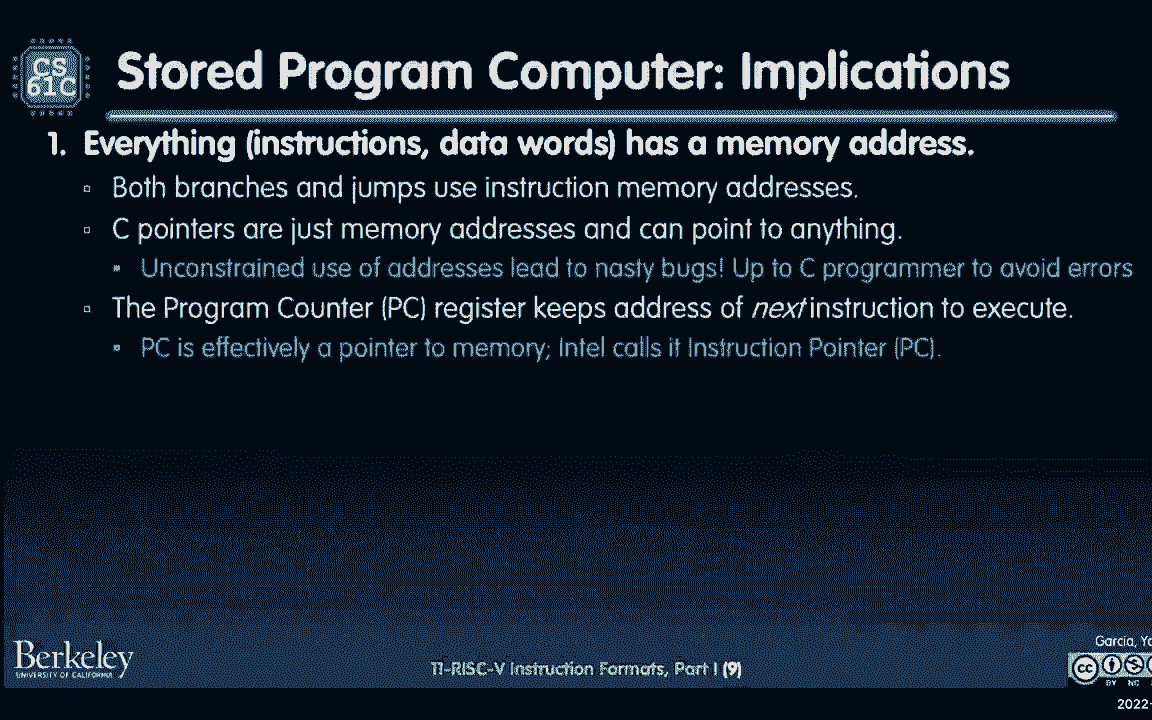 CS
61C
Stored Program Computer: Implications
1. Everything (instructions, data words) has a memory address.
▫ Both branches and jumps use instruction memory addresses.
▫ C pointers are just memory addresses and can point to anything.
▪ Unconstrained use of addresses lead to nasty bugs! Up to C programmer to avoid errors
▫ The Program Counter (PC) register keeps address of next instruction to execute.
▪ PC is effectively a pointer to memory; Intel calls it Instruction Pointer (PC).
Berkeley
UNIVERSITY OF CALIFORNIA
11-RISC-V Instruction Formats, Part I (9)
Garcia,
cc
BY NC
2022-